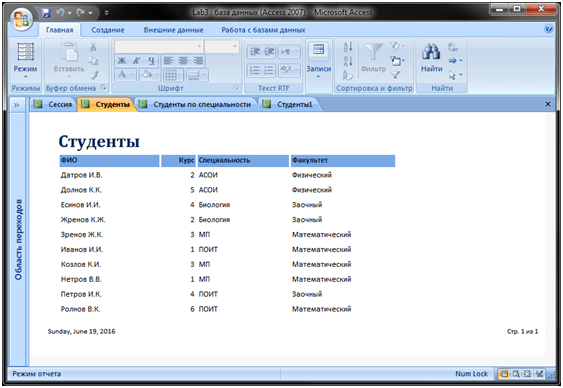 Lab3 : база данных (Access 2007) - Microsoft Access
Главная Создание Внешние данные Работа с базами данных
Режим Вставить Ж К Ч Записи Фильтр Найти
Режимы Буфер обмена Шрифт Текст RTF Сортировка и фильтр Найти
Сессия Студенты Студенты по специальности Студенты1
Область переходов
Студенты
ФИО Курс Специальность Факультет
Датров И.В. 2 АСОИ Физический
Долнов К.К. 5 АСОИ Физический
Есинов И.И. 4 Биология Заочный
Жренов К.Ж. 2 Биология Заочный
Зренов Ж.К. 3 МП Математический
Иванов И.И. 1 ПОИТ Математический
Козлов К.И. 3 МП Математический
Нетров В.В. 1 МП Математический
Петров И.К. 4 ПОИТ Заочный
Ролнов В.К. 6 ПОИТ Математический
Sunday, June 19, 2016 Стр. 1 из 1
Режим отчета Num Lock